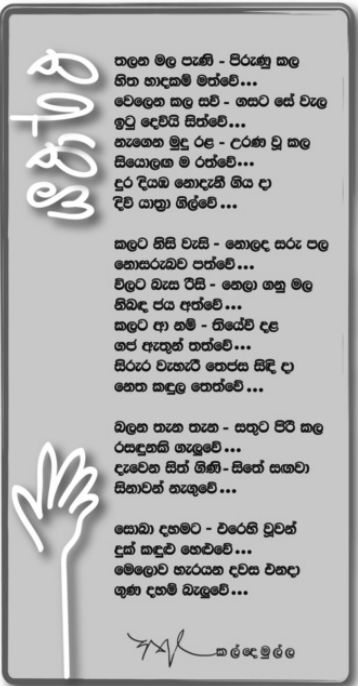 තලන මල පැණි - පිරුණු කල
හිත හාදකම් මත්වේ...
වෙලෙන කල සව් - ගසට සේ වැල
ඉටු දෙවියි සිත්වේ...
නැගෙන මුදු රළ - උරණ වූ කල
සියොලඟ ම රත්වේ...
දුර දියඹ නොදැනී ගිය දා
දිවි යාත්‍රා ගිල්වේ...
කලට නිසි වැසි - නොලද සරු පල
නොසරුබව පත්වේ...
විලට බැස රිසි - නෙලා ගනු මල
නිබඳ ජය අත්වේ...
කලට ආ නම් - තියේවි දළ
ගජ ඇතුන් තත්වේ...
සිරුර වැහැරී තෙජස සිඳි දා
නෙත කඳුල තෙත්වේ...
බලන තැන තැන - සතුට පිරි කල
රසඳුනකි ගැලුවේ...
දැවෙන සිත් ගිණි - සිතේ සඟවා
සිනාවන් නැගුවේ...
සොබා දහමට - එරෙහි වූවන්
දුක් කඳුළු හෙළුවේ...
මෙලොව හැරයන දවස එනදා
ගුණ දහම් බැලුවේ...
කල්දෙමුල්ල